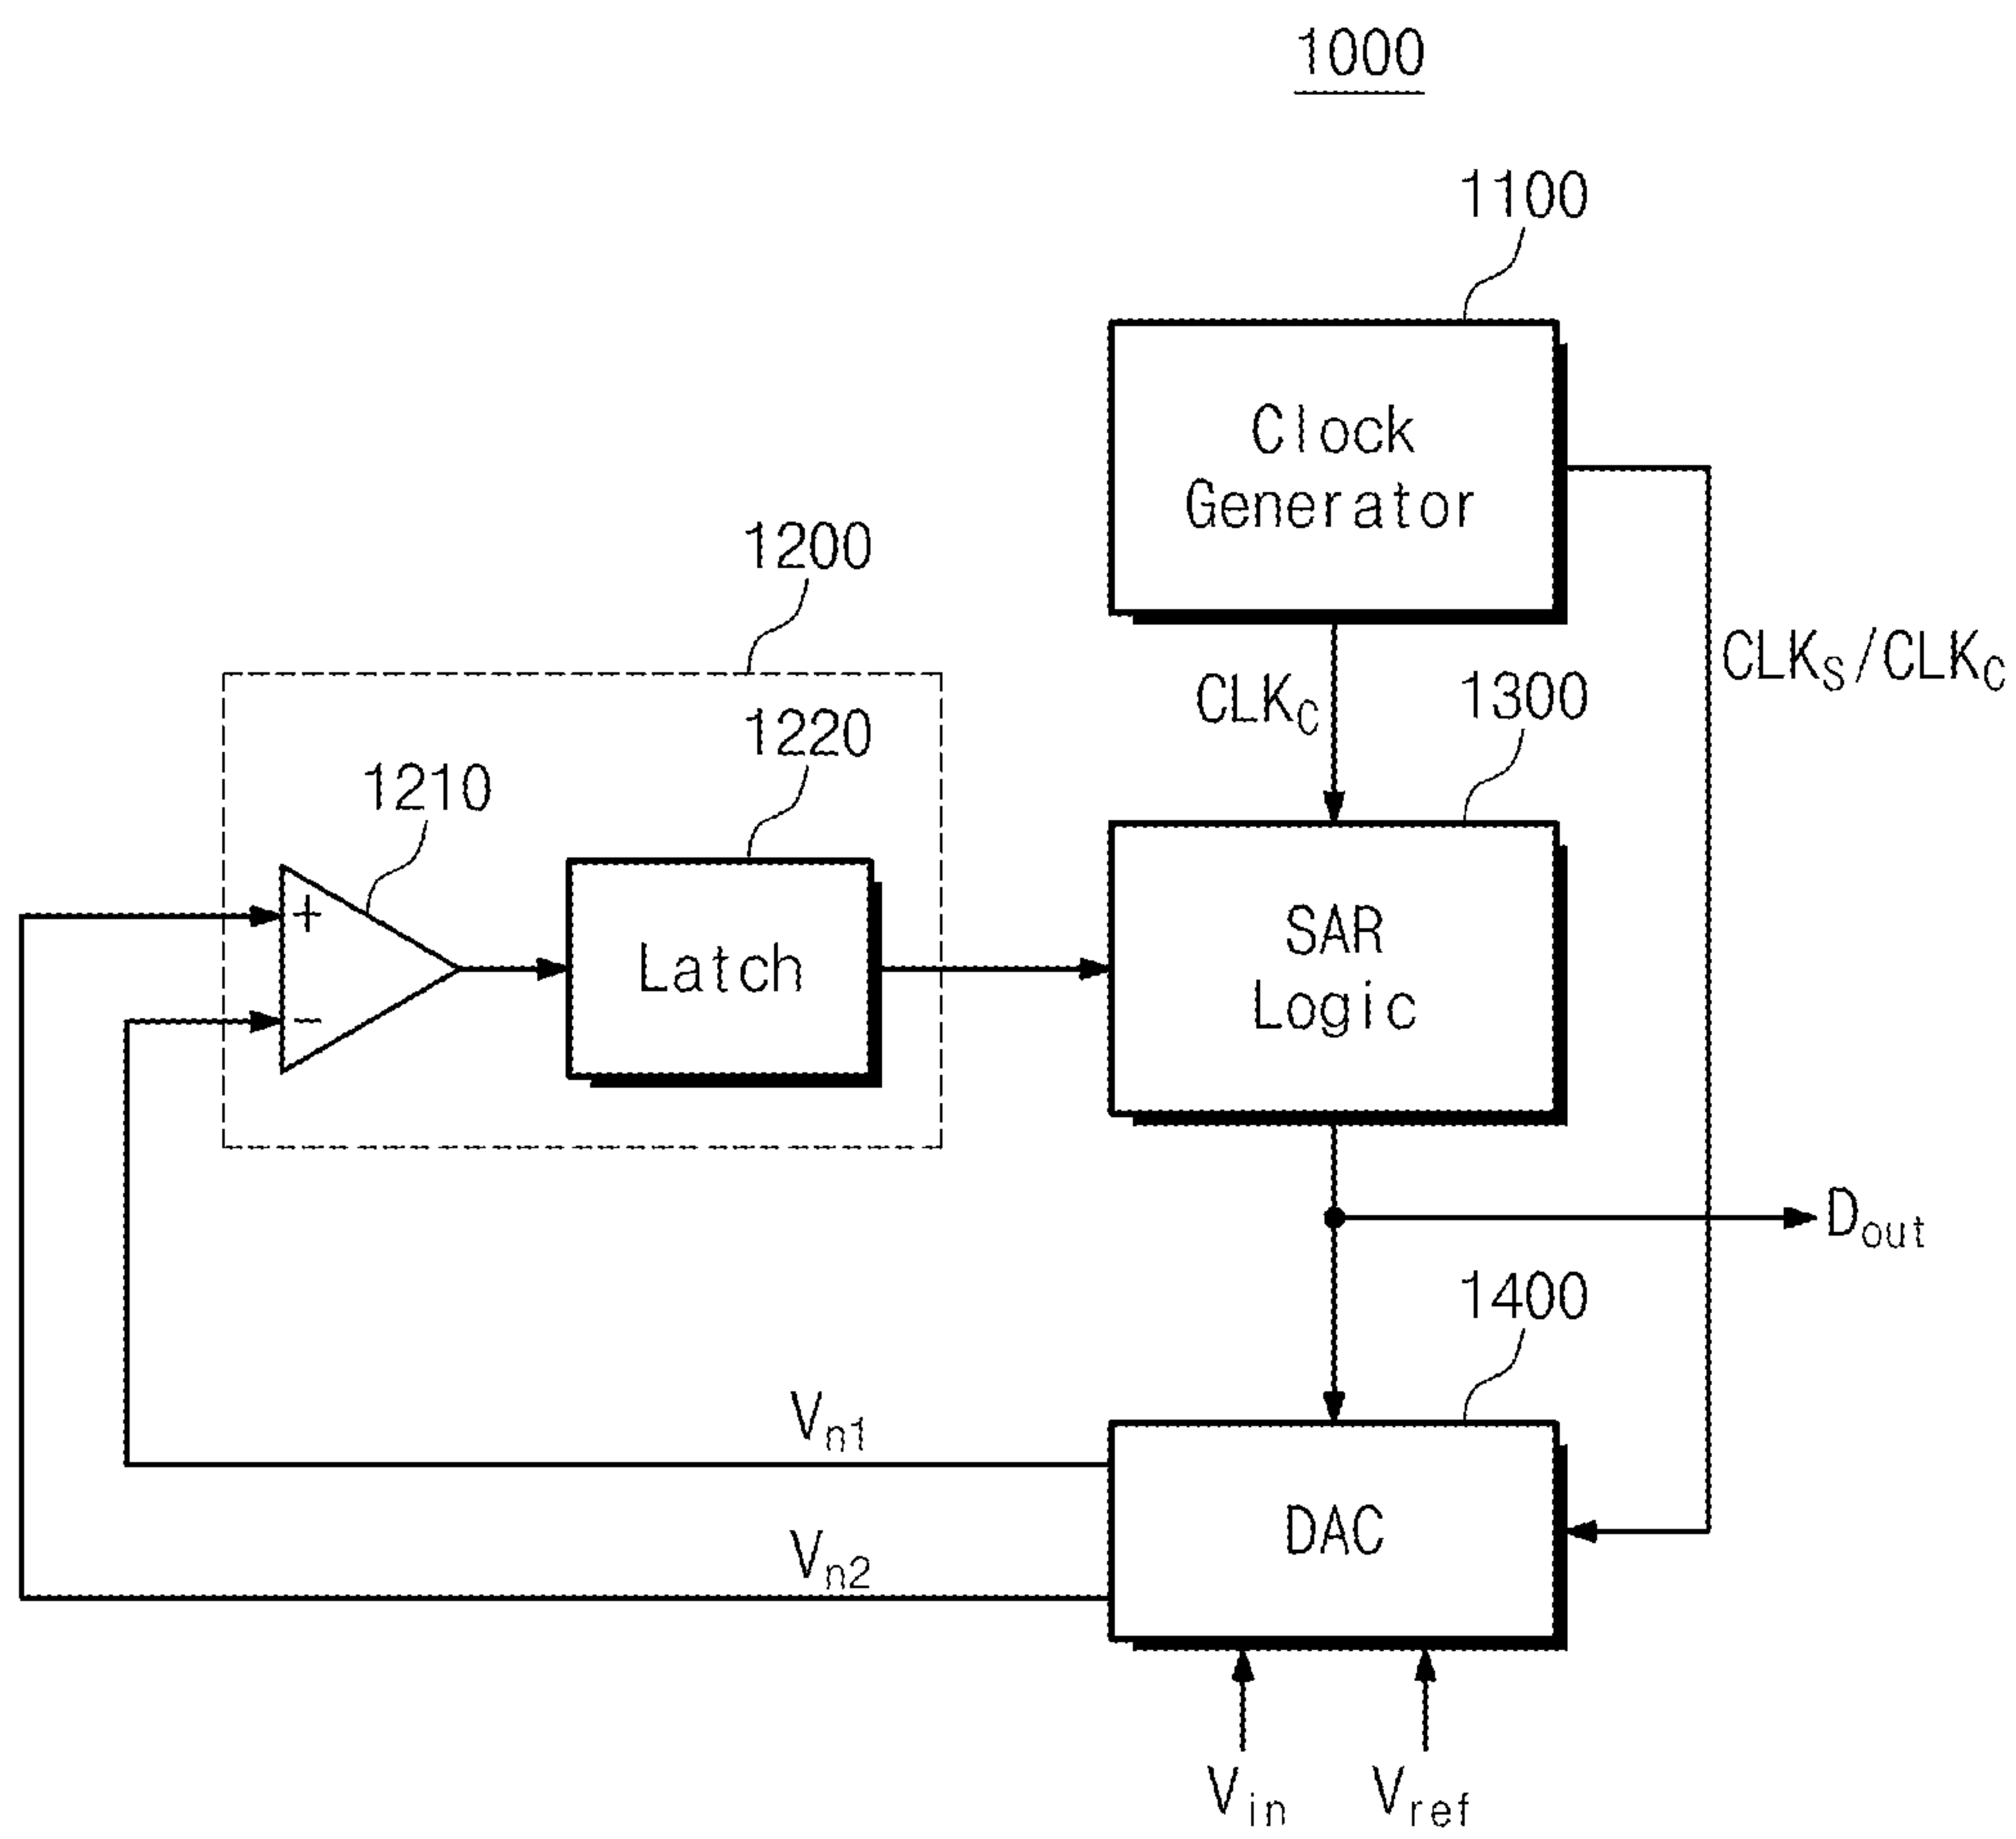 1000
1100
Clock
Generator
1200
CLKS/CLKC
CLKC
1300
1220
1210
+
SAR
Latch
Logic
−
Dout
1400
Vn1
DAC
Vn2
Vin
Vref